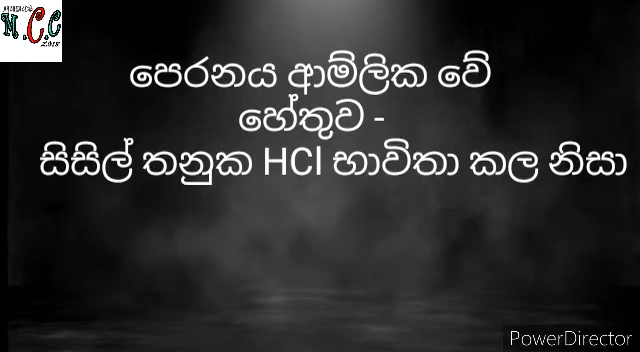 M.C.C
පෙරනය ආම්ලික වේ
හේතුව -
සිසිල් තනුක HCl භාවිතා කල නිසා
PowerDirector